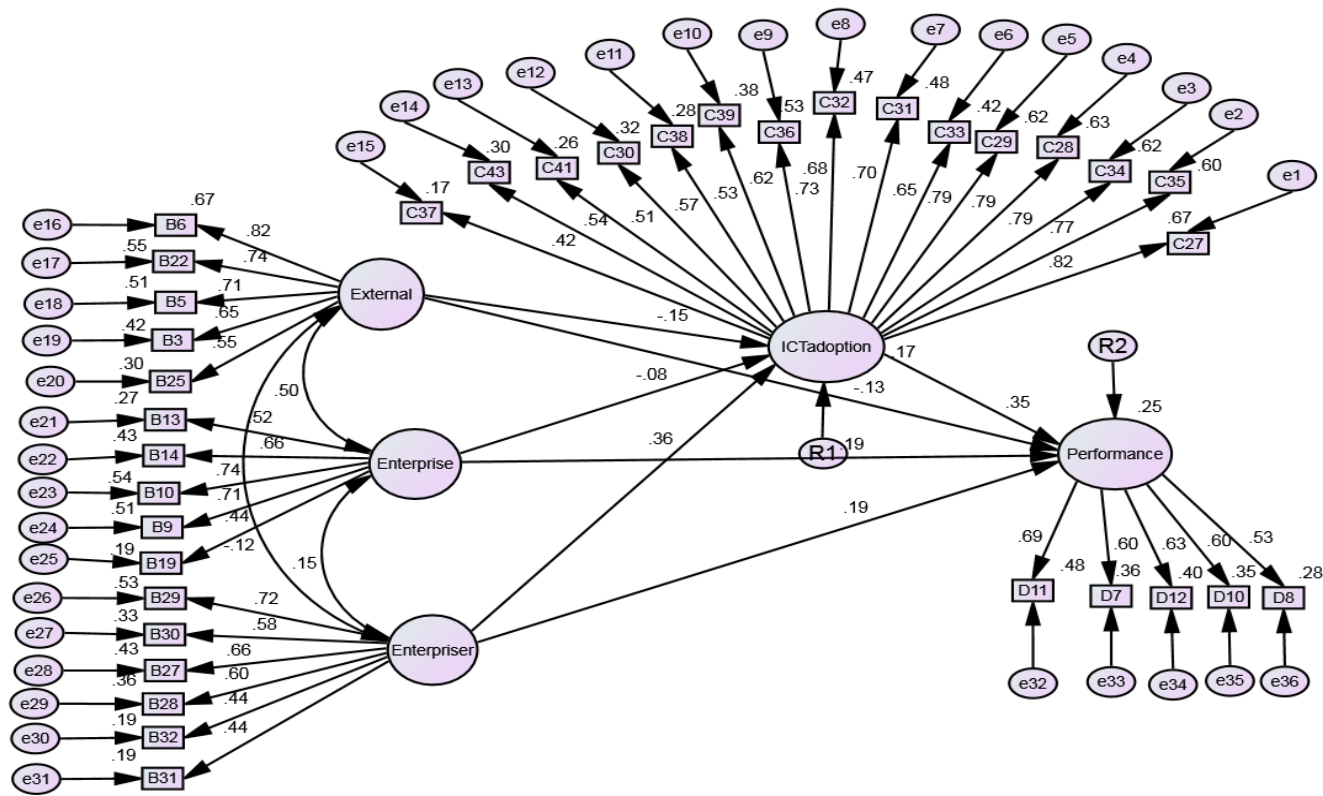 e8
e9
e7
e10
e6
e5
e11
e4
e12
e3
e13
e2
e14
e15
e1
.47
.48
.38
.53
.42
.62
.63
.28
.32
.26
.30
.17
.62
.60
.67
C32
C31
C39
C36
C33
C29
C28
C38
C30
C41
C43
C37
C34
C35
C27
.68
.73
.70
.65
.79
.79
.79
.77
.82
.62
.53
.57
.51
.54
.42
e16
B6
.67
.82
e17
B22
.55
.74
e18
B5
.51
.71
e19
B3
.42
.65
e20
B25
.30
.55
External
e21
B13
.27
.52
e22
B14
.43
.66
e23
B10
.54
.74
e24
B9
.51
.71
e25
B19
.19
.44
Enterprise
e26
B29
.53
.72
e27
B30
.33
.58
e28
B27
.43
.66
e29
B28
.36
.60
e30
B32
.19
.44
e31
B31
.19
.44
Enterpriser
.50
-.12
.15
-.15
-.08
.36
-.13
.19
.19
.35
ICTadoption
.17
R1
R2
.25
Performance
.69
.60
.63
.60
.53
.48
.36
.40
.35
.28
D11
D7
D12
D10
D8
e32
e33
e34
e35
e36